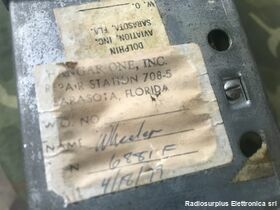 DOLPHIN
AVIATION, INC.
SARASOTA, FLA.
W.O.
HANGAR ONE, INC.
REPAIR STATION 708-5
SARASOTA, FLORIDA
W.O. NO.
NAME Wheeler
N 6881F
Radiosurplus Elettronica srl